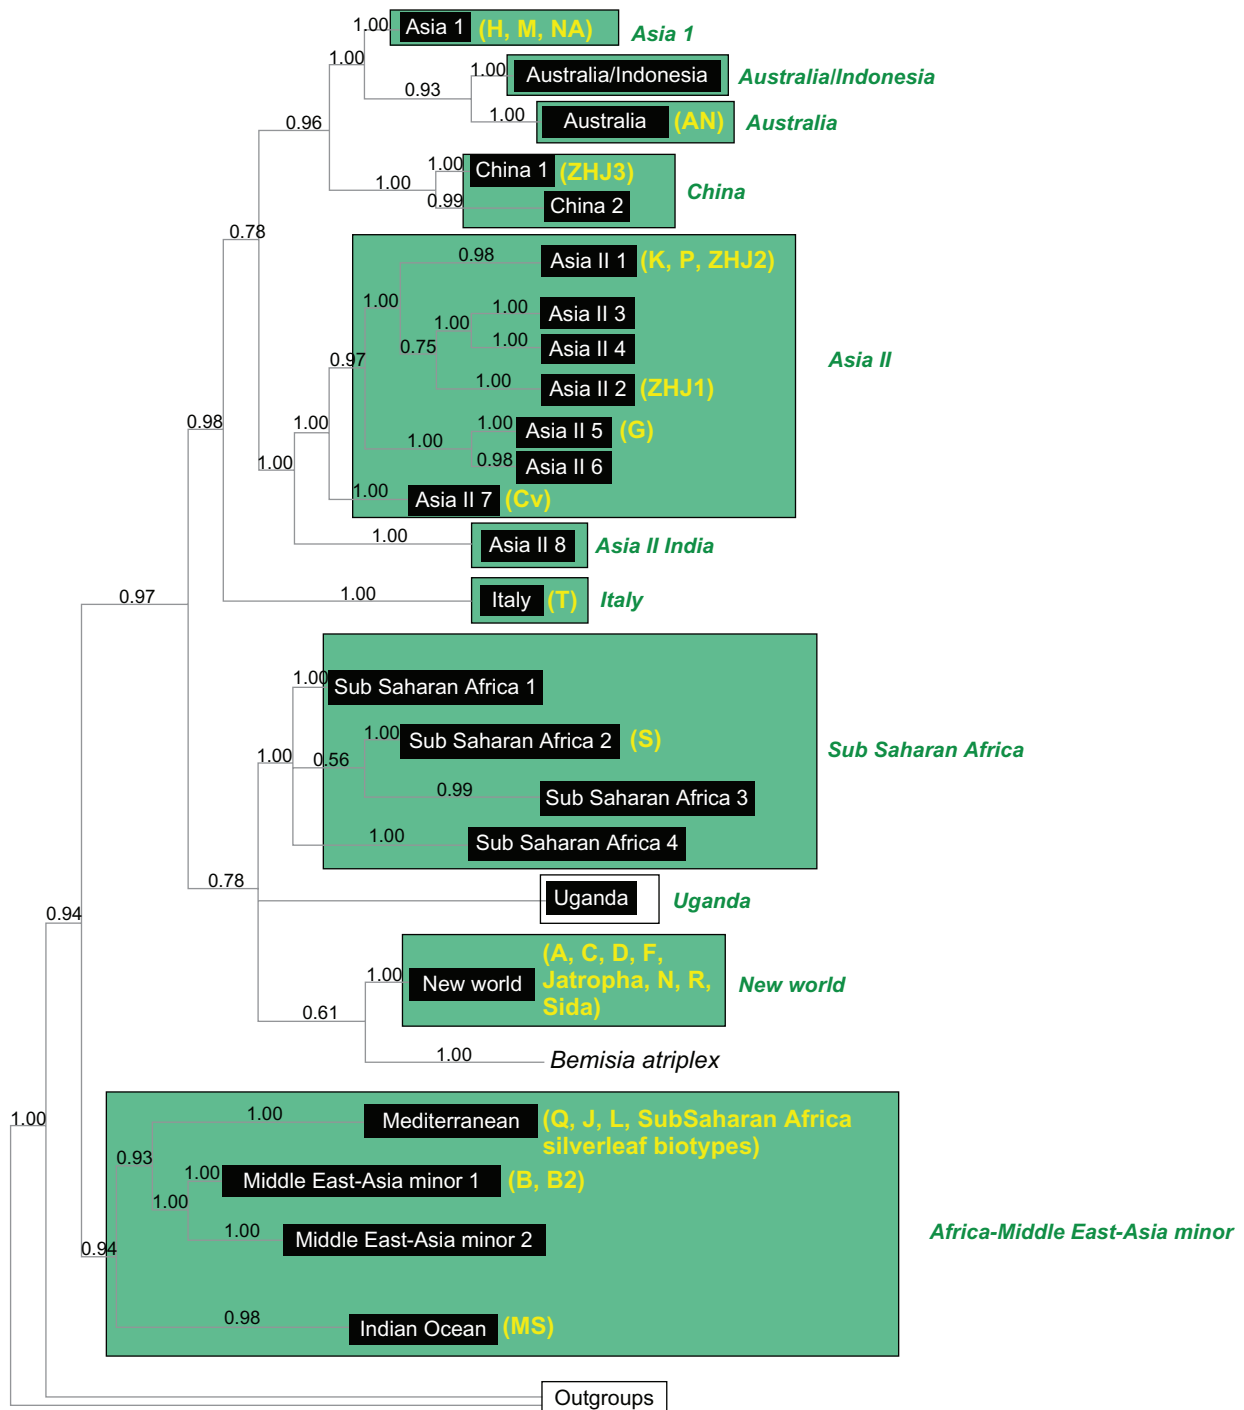 1.00
Asia 1 (H, M, NA) Asia 1
1.00
1.00 Australia/Indonesia Australia/Indonesia
0.93
1.00 Australia (AN) Australia
0.96
1.00 China 1 (ZHJ3)
1.00 China
0.99 China 2
0.78
0.98 Asia II 1 (K, P, ZHJ2)
1.00
1.00 Asia II 3
1.00
0.75 1.00 Asia II 4
0.97 Asia II
1.00 Asia II 2 (ZHJ1)
0.98 1.00
1.00 Asia II 5 (G)
1.00
1.00 0.98 Asia II 6
1.00 Asia II 7 (Cv)
1.00 Asia II 8 Asia II India
0.97 1.00 Italy (T) Italy
1.00 Sub Saharan Africa 1
1.00 Sub Saharan Africa 2 (S)
1.00 0.56 Sub Saharan Africa
0.99 Sub Saharan Africa 3
1.00 Sub Saharan Africa 4
0.78
Uganda Uganda
0.94
(A, C, D, F,
1.00 New world Jatropha, N, R, New world
Sida)
0.61
1.00 Bemisia atriplex
1.00
1.00 Mediterranean (Q, J, L, SubSaharan Africa
silverleaf biotypes)
0.93
1.00 Middle East-Asia minor 1 (B, B2)
1.00
1.00 Middle East-Asia minor 2 Africa-Middle East-Asia minor
0.94
0.98 Indian Ocean (MS)
Outgroups